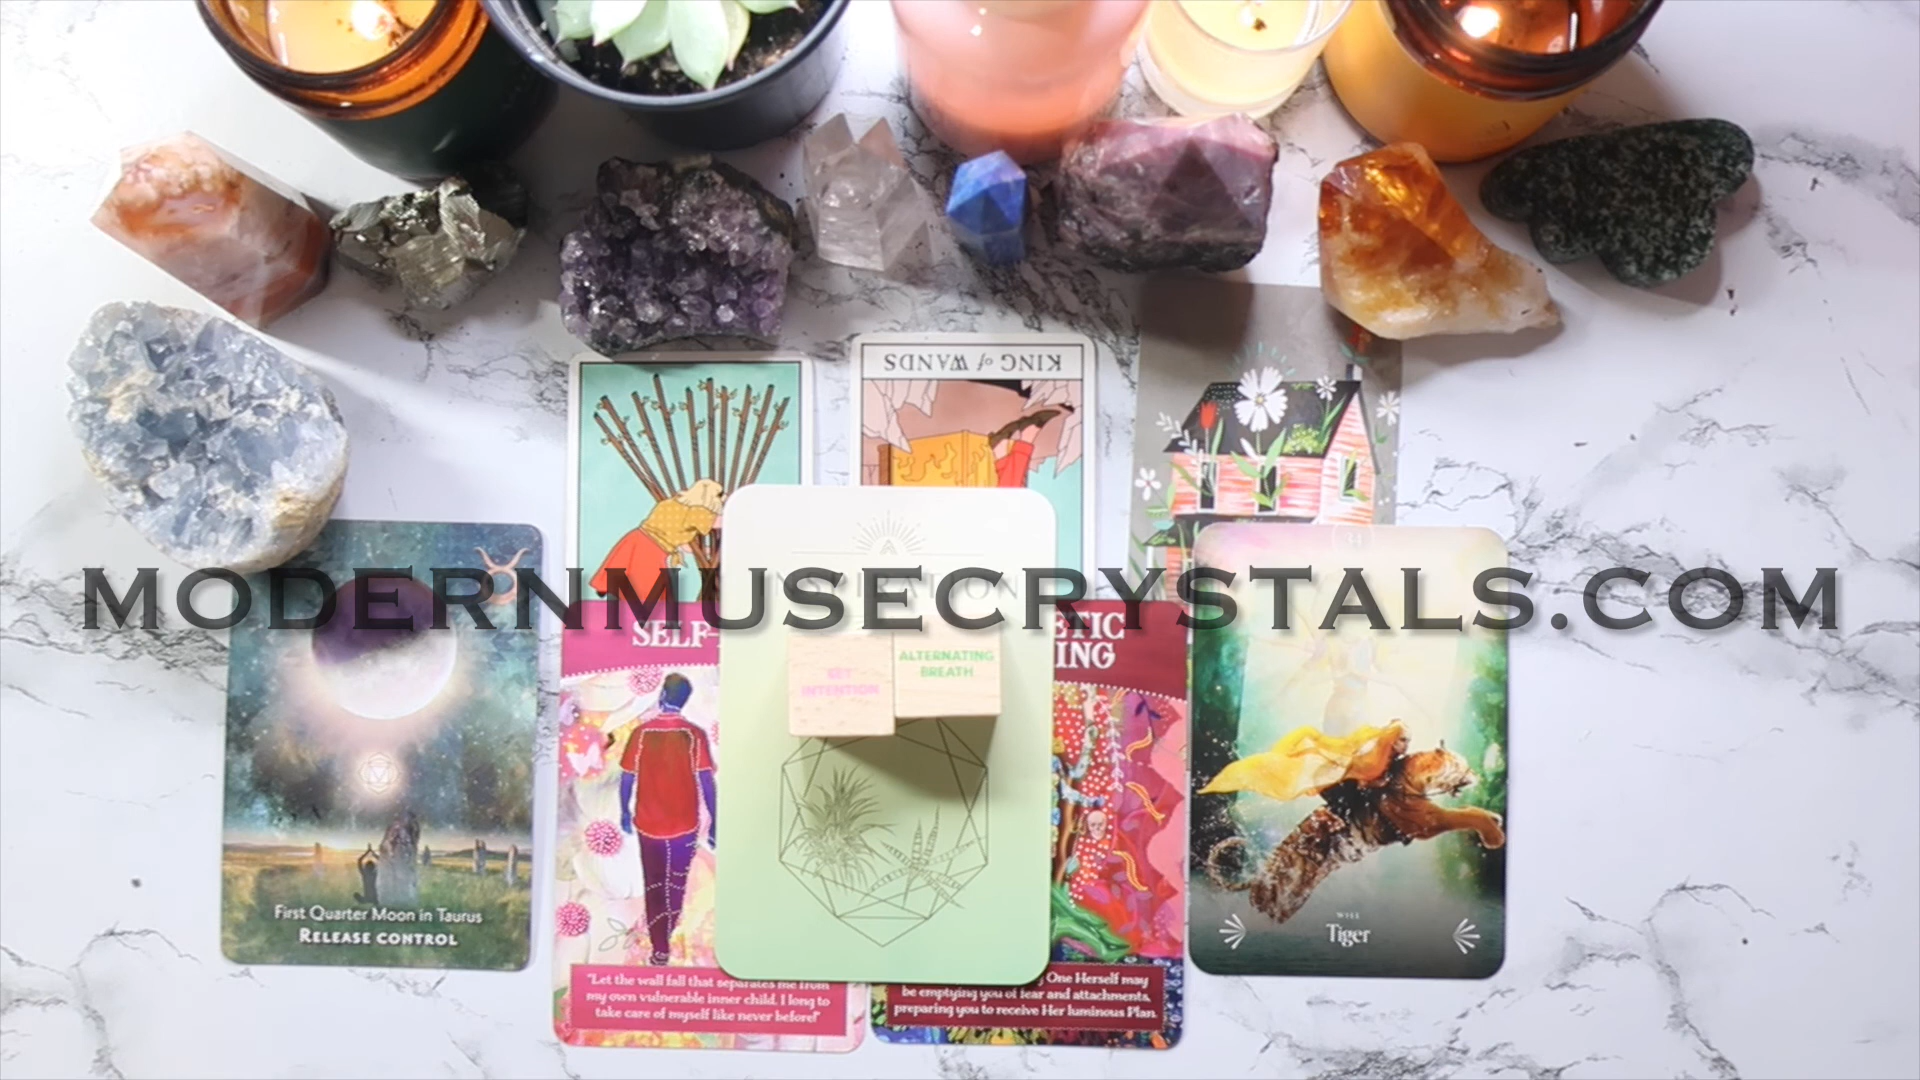 KING of WANDS
34
INSPIRATION
MODERNMUSECRYSTALS.COM
SELF-
ETIC
ING
SET
INTENTION
ALTERNATING
BREATH
First Quarter Moon in Taurus
RELEASE CONTROL
WILL
Tiger
"Let the wall fall that separates me from
my own vulnerable inner child. I long to
take care of myself like never before!"
One Herself may
be emptying you of fear and attachments,
preparing you to receive Her luminous Plan.